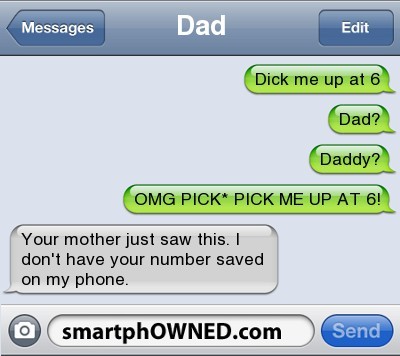 Messages
Dad
Edit
Dick me up at 6
Dad?
Daddy?
OMG PICK* PICK ME UP AT 6!
Your mother just saw this. I
don't have your number saved
on my phone.
smartphOWNED.com
Send